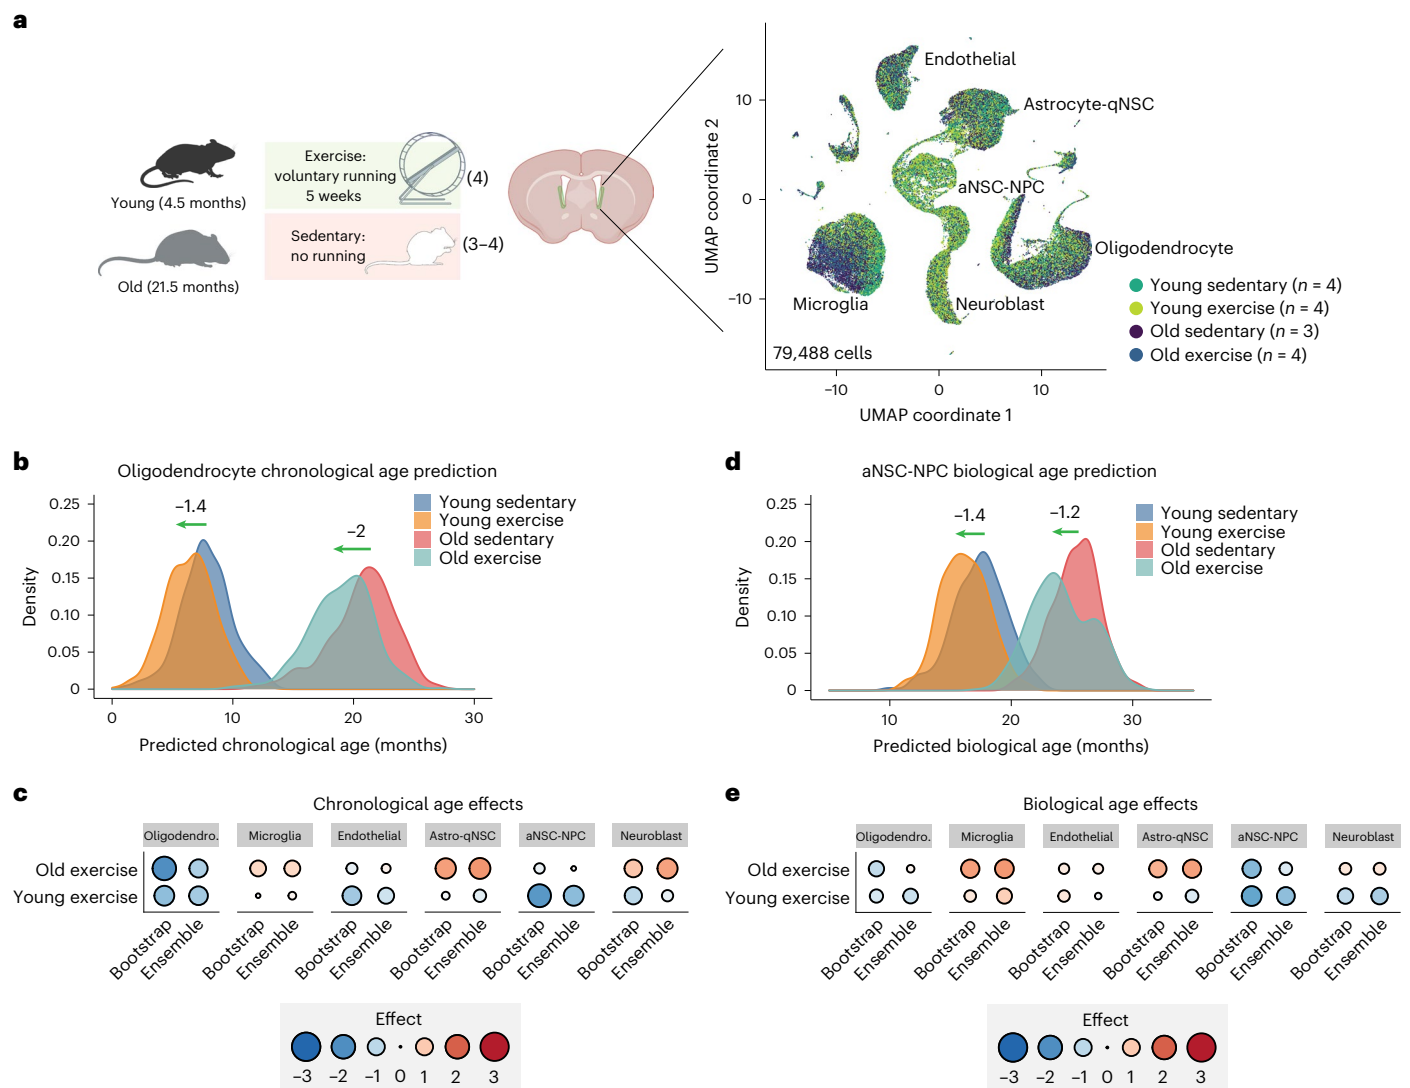 a
Young (4.5 months)
Old (21.5 months)
Exercise:
voluntary running
5 weeks
(4)
Sedentary:
no running
(3–4)
UMAP coordinate 2
10
0
−10
Endothelial
Astrocyte-qNSC
aNSC-NPC
Oligodendrocyte
Microglia
Neuroblast
79,488 cells
Young sedentary (n = 4)
Young exercise (n = 4)
Old sedentary (n = 3)
Old exercise (n = 4)
−10 0 10
UMAP coordinate 1
b
Oligodendrocyte chronological age prediction
Density
0.25
0.20
0.15
0.10
0.05
0
−1.4
−2
Young sedentary
Young exercise
Old sedentary
Old exercise
0 10 20 30
Predicted chronological age (months)
d
aNSC-NPC biological age prediction
Density
0.25
0.20
0.15
0.10
0.05
0
−1.4
−1.2
Young sedentary
Young exercise
Old sedentary
Old exercise
10 20 30
Predicted biological age (months)
c
Chronological age effects
Oligodendro. Microglia Endothelial Astro-qNSC aNSC-NPC Neuroblast
Old exercise
Young exercise
Bootstrap Ensemble Bootstrap Ensemble Bootstrap Ensemble Bootstrap Ensemble Bootstrap Ensemble Bootstrap Ensemble
Effect
−3 −2 −1 0 1 2 3
e
Biological age effects
Oligodendro. Microglia Endothelial Astro-qNSC aNSC-NPC Neuroblast
Old exercise
Young exercise
Bootstrap Ensemble Bootstrap Ensemble Bootstrap Ensemble Bootstrap Ensemble Bootstrap Ensemble Bootstrap Ensemble
Effect
−3 −2 −1 0 1 2 3